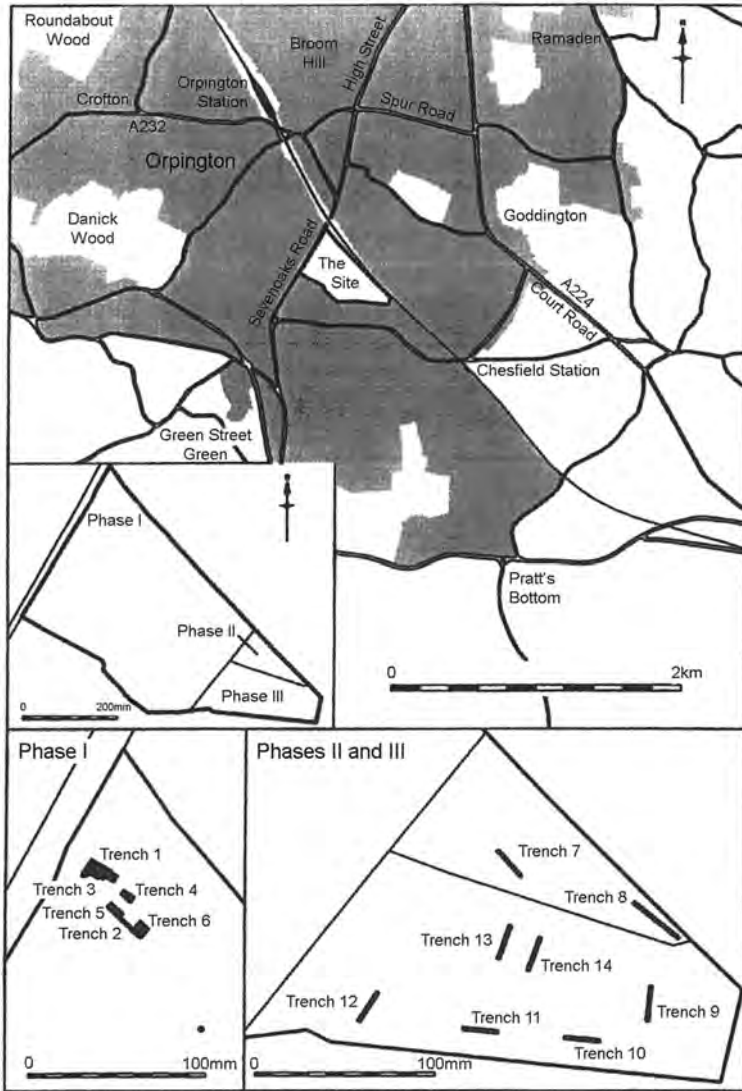 Roundabout
Wood
Broom
Hill
High Street
Ramaden
Orpington
Station
Crofton
A232
Spur Road
Orpington
Danick
Wood
Goddington
Sevenoaks Road
The
Site
A224
Court Road
Chesfield Station
Green Street
Green
Pratt's
Bottom
0
2km
Phase I
Phase II
Phase III
0
200mm
Phase I
Trench 1
Trench 3
Trench 4
Trench 5
Trench 6
Trench 2
0
100mm
Phases II and III
Trench 7
Trench 8
Trench 13
Trench 14
Trench 12
Trench 11
Trench 9
Trench 10
0
100mm